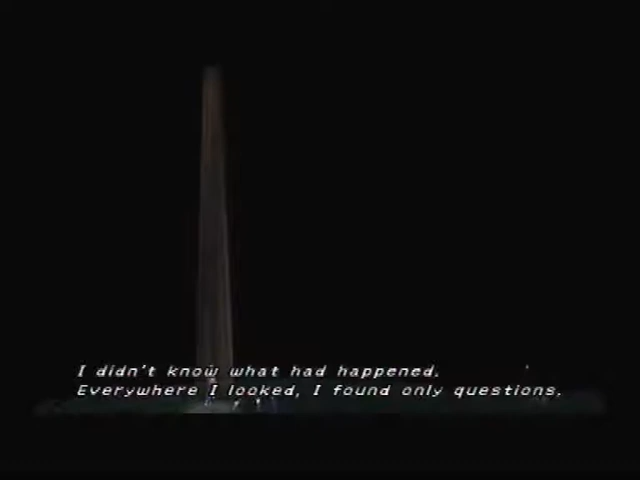 I didn't know what had happened.
Everywhere I looked, I found only questions.